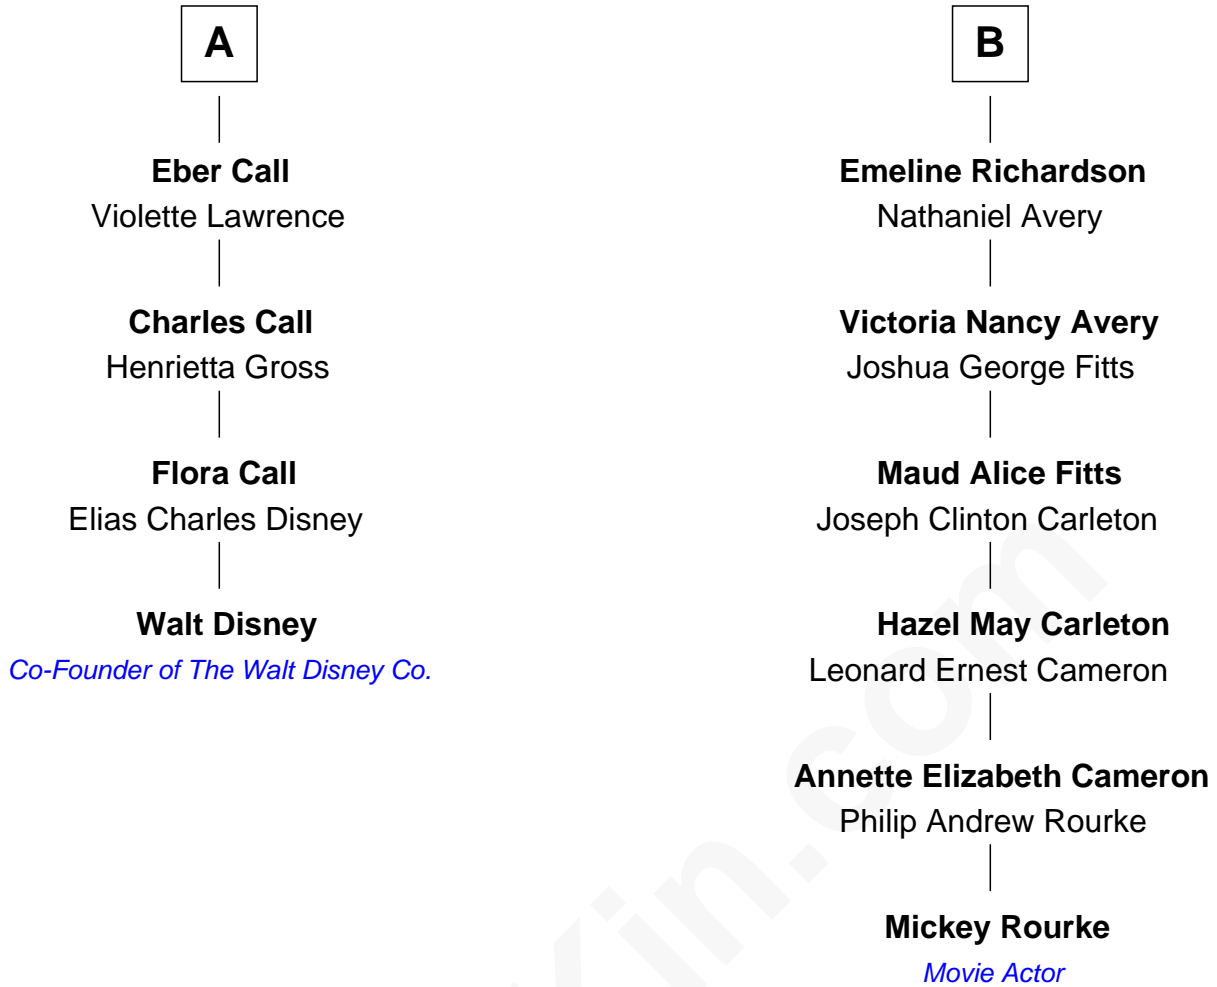 A
Eber Call
Violette Lawrence
Charles Call
Henrietta Gross
Flora Call
Elias Charles Disney
Walt Disney
Co-Founder of The Walt Disney Co.
B
Emeline Richardson
Nathaniel Avery
Victoria Nancy Avery
Joshua George Fitts
Maud Alice Fitts
Joseph Clinton Carleton
Hazel May Carleton
Leonard Ernest Cameron
Annette Elizabeth Cameron
Philip Andrew Rourke
Mickey Rourke
Movie Actor
Kin.com